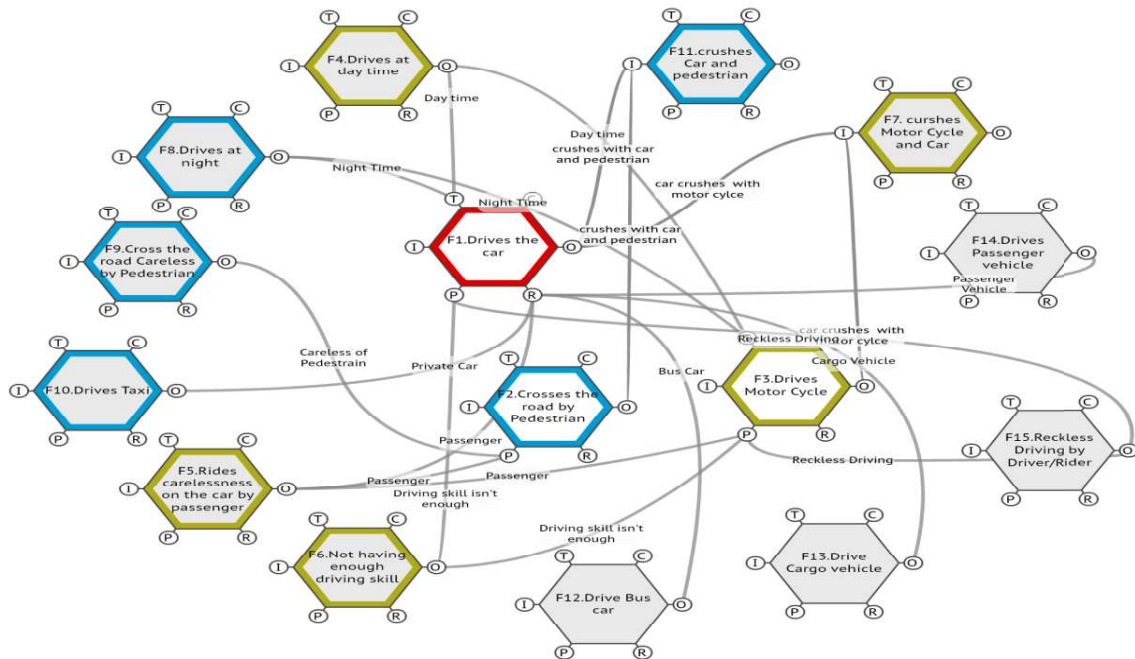 T
C
I
O
P
R
F4.Drives at
day time
T
C
I
O
P
R
F11.crushes
Car and
pedestrian
T
C
I
O
P
R
F7. curshes
Motor Cycle
and Car
T
C
I
O
P
R
F8.Drives at
night
Day time
Day time
crushes with car
and pedestrian
Night Time
Night Time
car crushes with
motor cylce
T
C
I
O
P
R
F9.Cross the
road Careless
by Pedestrian
T
C
I
O
P
R
F1.Drives the
car
crushes with car
and pedestrian
T
C
I
O
P
R
F14.Drives
Passenger
vehicle
Passenger
Vehicle
car crushes with
motor cylce
Reckless Driving
Cargo Vehicle
Careless of
Pedestrain
Private Car
Bus Car
T
C
I
O
P
R
F10.Drives Taxi
T
C
I
O
P
F2.Crosses the
road by
Pedestrian
I
O
P
R
F3.Drives
Motor Cycle
T
C
I
O
P
R
F15.Reckless
Driving by
Driver/Rider
Passenger
Passenger
Passenger
Reckless Driving
T
C
I
O
P
R
F5.Rides
carelessness
on the car by
passenger
Driving skill isn't
enough
Driving skill isn't
enough
T
C
I
O
P
R
F6.Not having
enough
driving skill
T
C
I
O
P
R
F12.Drive Bus
car
T
C
I
O
P
R
F13.Drive
Cargo vehicle